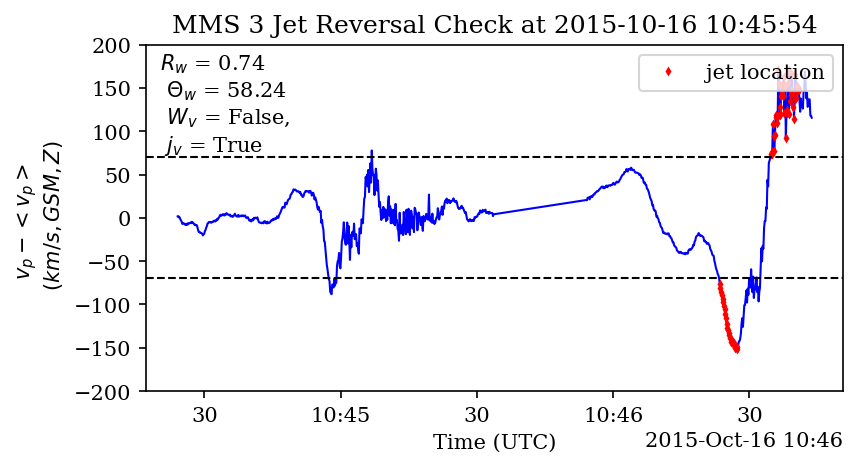 MMS 3 Jet Reversal Check at 2015-10-16 10:45:54
R_w = 0.74
Θ_w = 58.24
W_v = False,
j_v = True
jet location
v_p − < v_p >
(km/s, GSM, Z)
200
150
100
50
0
−50
−100
−150
−200
30
10:45
30
10:46
30
Time (UTC)
2015-Oct-16 10:46